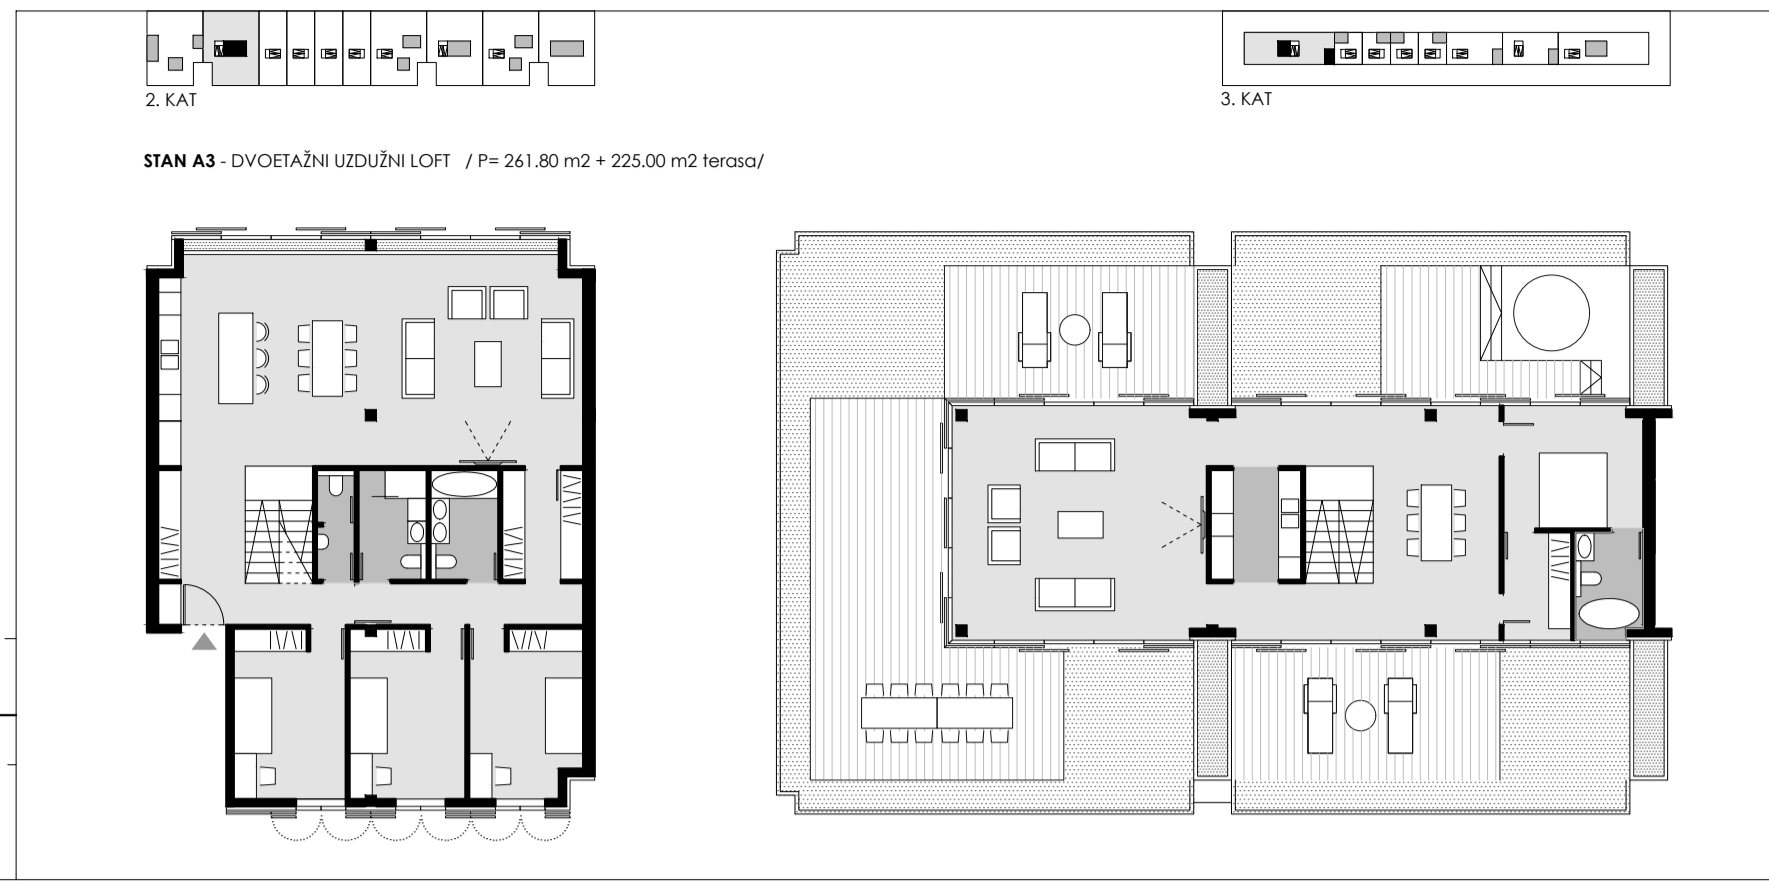 2. KAT
3. KAT
STAN A3 - DVOETAŽNI UZDUŽNI LOFT / P= 261.80 m2 + 225.00 m2 terasa/